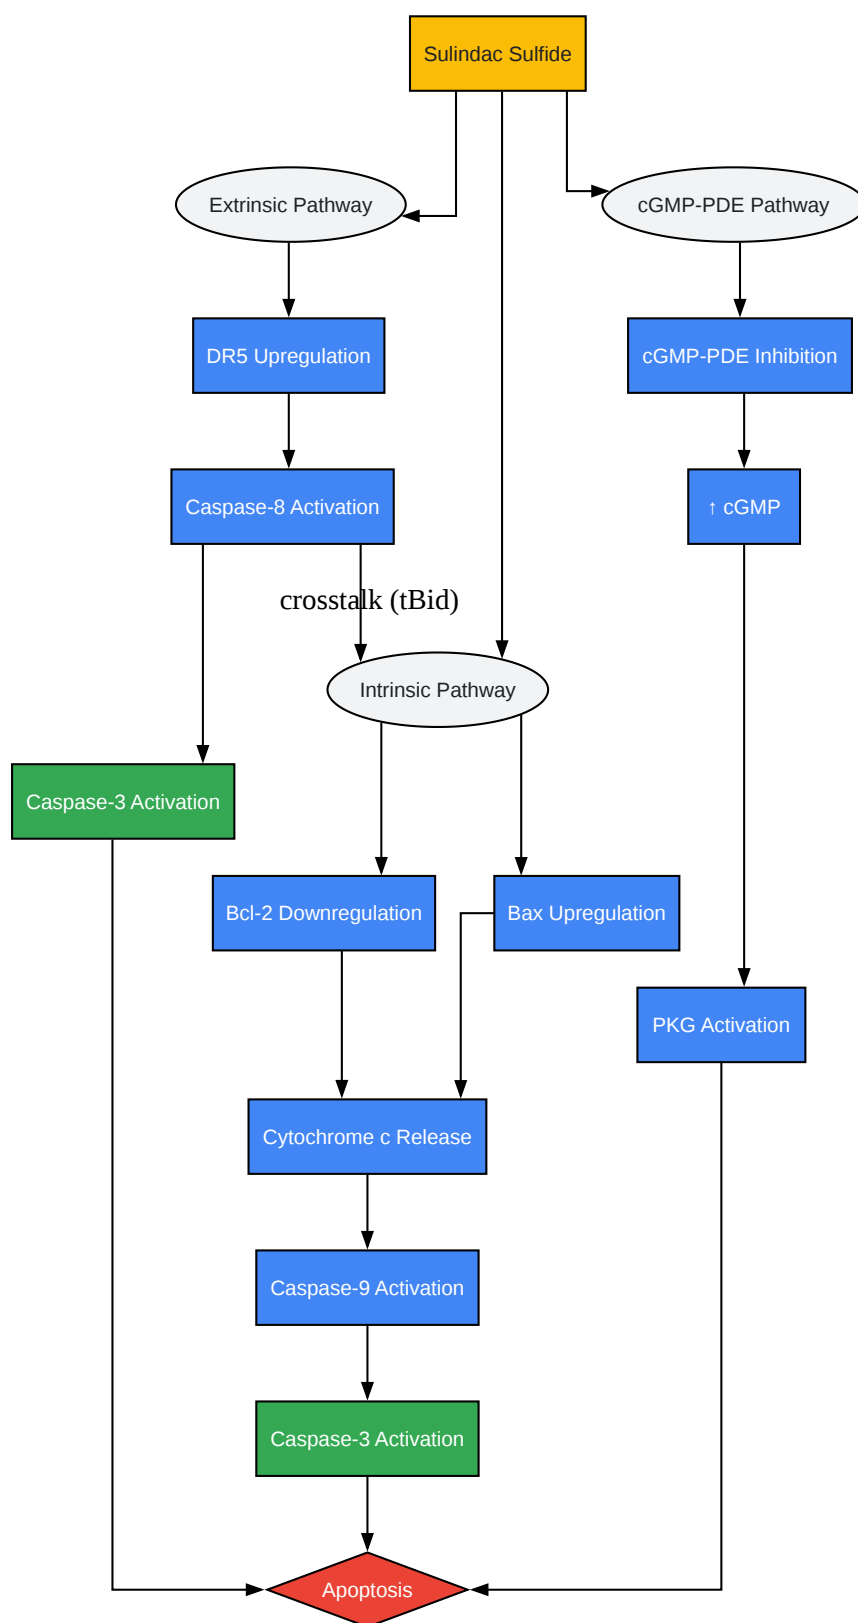 Sulindac Sulfide
Extrinsic Pathway
cGMP-PDE Pathway
DR5 Upregulation
cGMP-PDE Inhibition
Caspase-8 Activation
↑ cGMP
crosstalk (tBid)
Intrinsic Pathway
Caspase-3 Activation
Bcl-2 Downregulation
Bax Upregulation
PKG Activation
Cytochrome c Release
Caspase-9 Activation
Caspase-3 Activation
Apoptosis